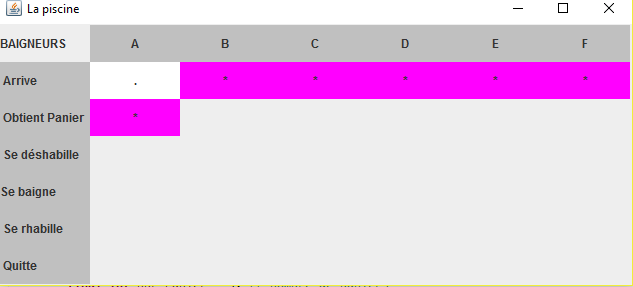 La piscine
BAIGNEURS A B C D E F
Arrive . * * * * *
Obtient Panier *
Se déshabille
Se baigne
Se rhabille
Quitte